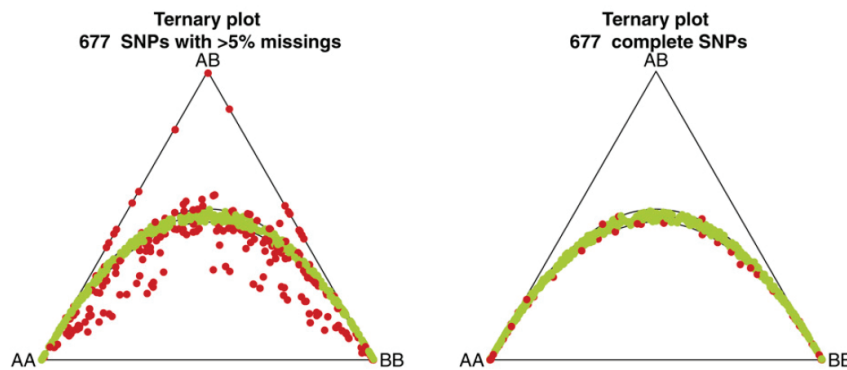 Ternary plot
677 SNPs with >5% missings
AB
AA
BB
Ternary plot
677 complete SNPs
AB
AA
BB